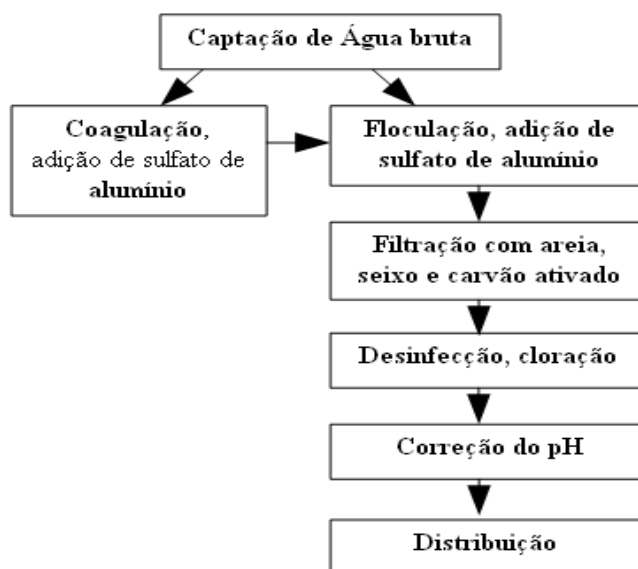 Captação de Água bruta
Coagulação,
adição de sulfato de
alumínio
Floculação, adição de
sulfato de alumínio
Filtração com areia,
seixo e carvão ativado
Desinfecção, cloração
Correção do pH
Distribuição